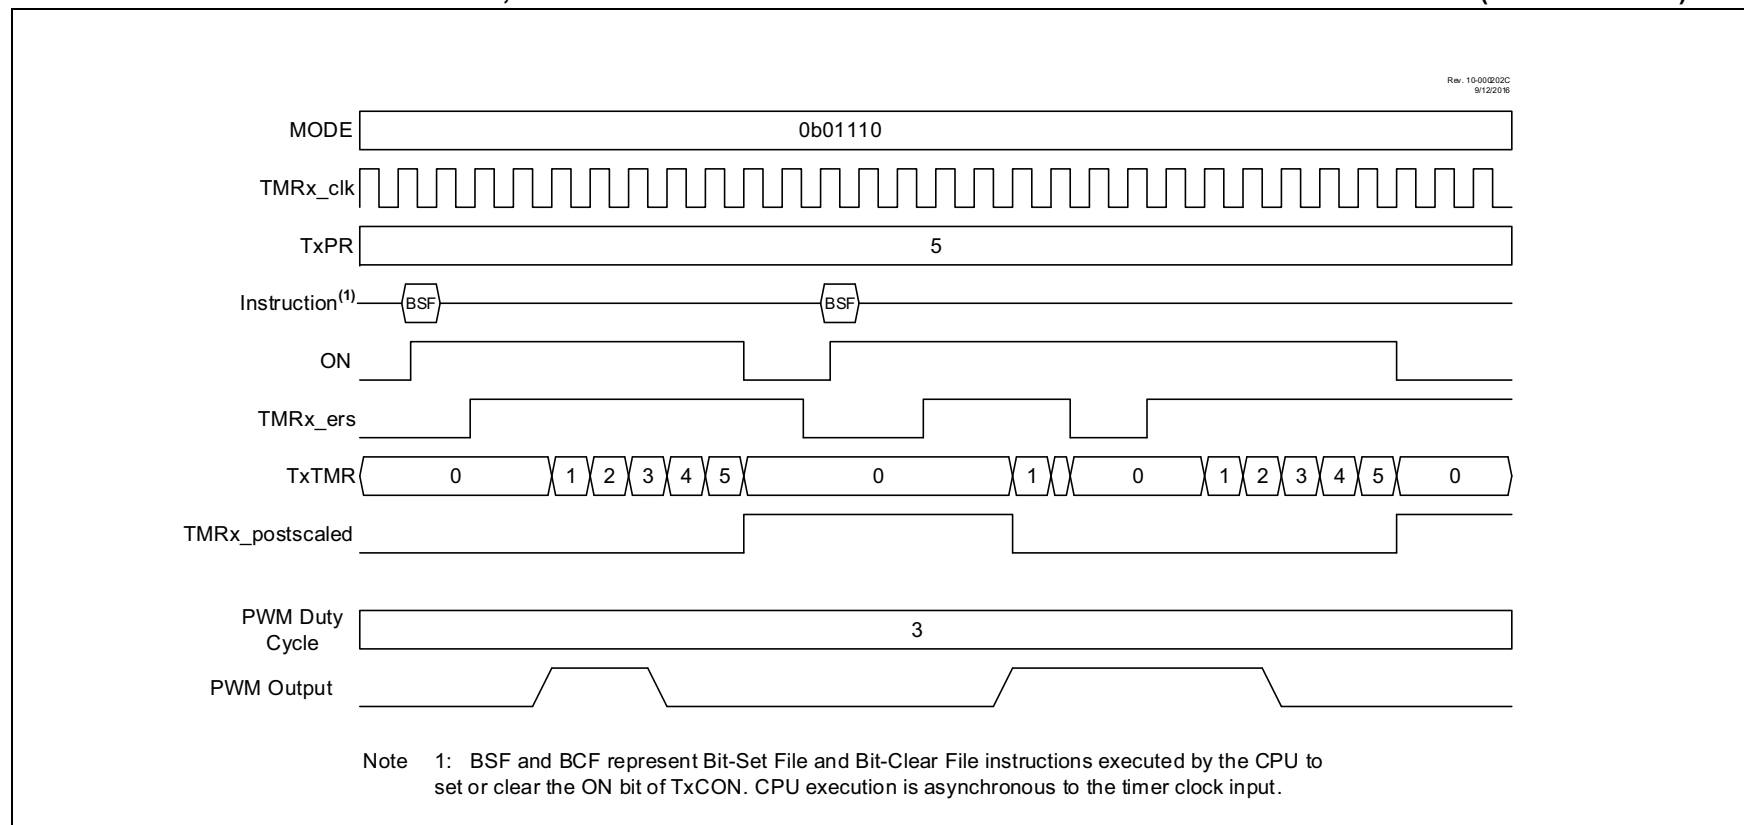 Rev. 10-000202C
9/12/2016
MODE 0b01110
TMRx_clk
TxPR 5
Instruction(1) BSF BSF
ON
TMRx_ers
TxTMR 0 1 2 3 4 5 0 1 0 1 2 3 4 5 0
TMRx_postscaled
PWM Duty
Cycle 3
PWM Output
Note 1: BSF and BCF represent Bit-Set File and Bit-Clear File instructions executed by the CPU to
set or clear the ON bit of TxCON. CPU execution is asynchronous to the timer clock input.